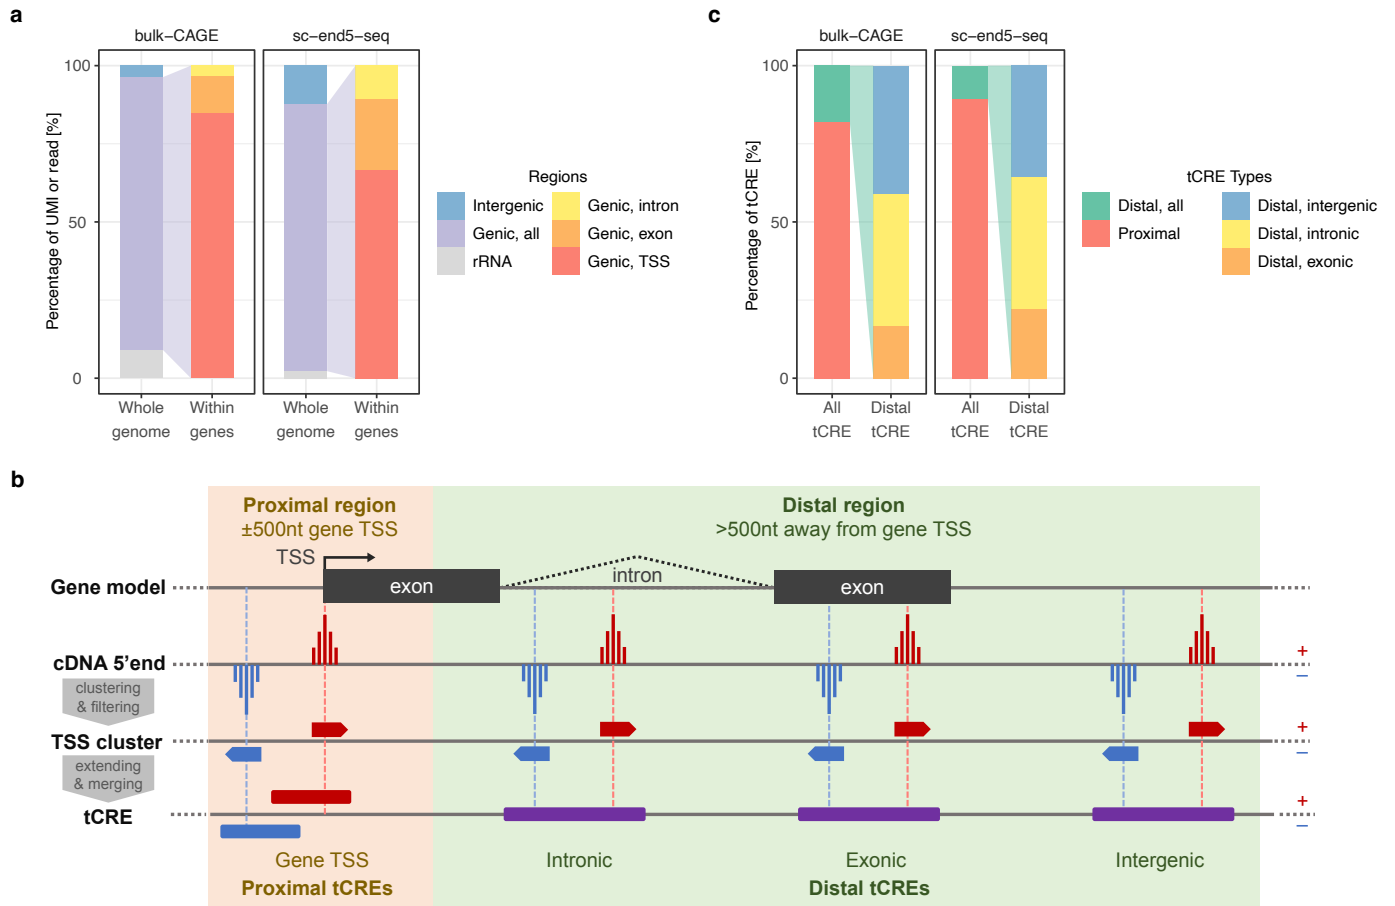 a
bulk−CAGE
sc−end5−seq
Percentage of UMI or read [%]
100
50
0
Whole genome
Within genes
Whole genome
Within genes
Regions
Intergenic
Genic, all
rRNA
Genic, intron
Genic, exon
Genic, TSS
c
bulk−CAGE
sc−end5−seq
Percentage of tCRE [%]
100
50
0
All tCRE
Distal tCRE
All tCRE
Distal tCRE
tCRE Types
Distal, all
Proximal
Distal, intergenic
Distal, intronic
Distal, exonic
b
Proximal region
±500nt gene TSS
Distal region
>500nt away from gene TSS
TSS
Gene model
exon
intron
exon
cDNA 5'end
+
−
clustering
& filtering
TSS cluster
+
−
extending
& merging
tCRE
+
−
Gene TSS
Proximal tCREs
Intronic
Exonic
Intergenic
Distal tCREs